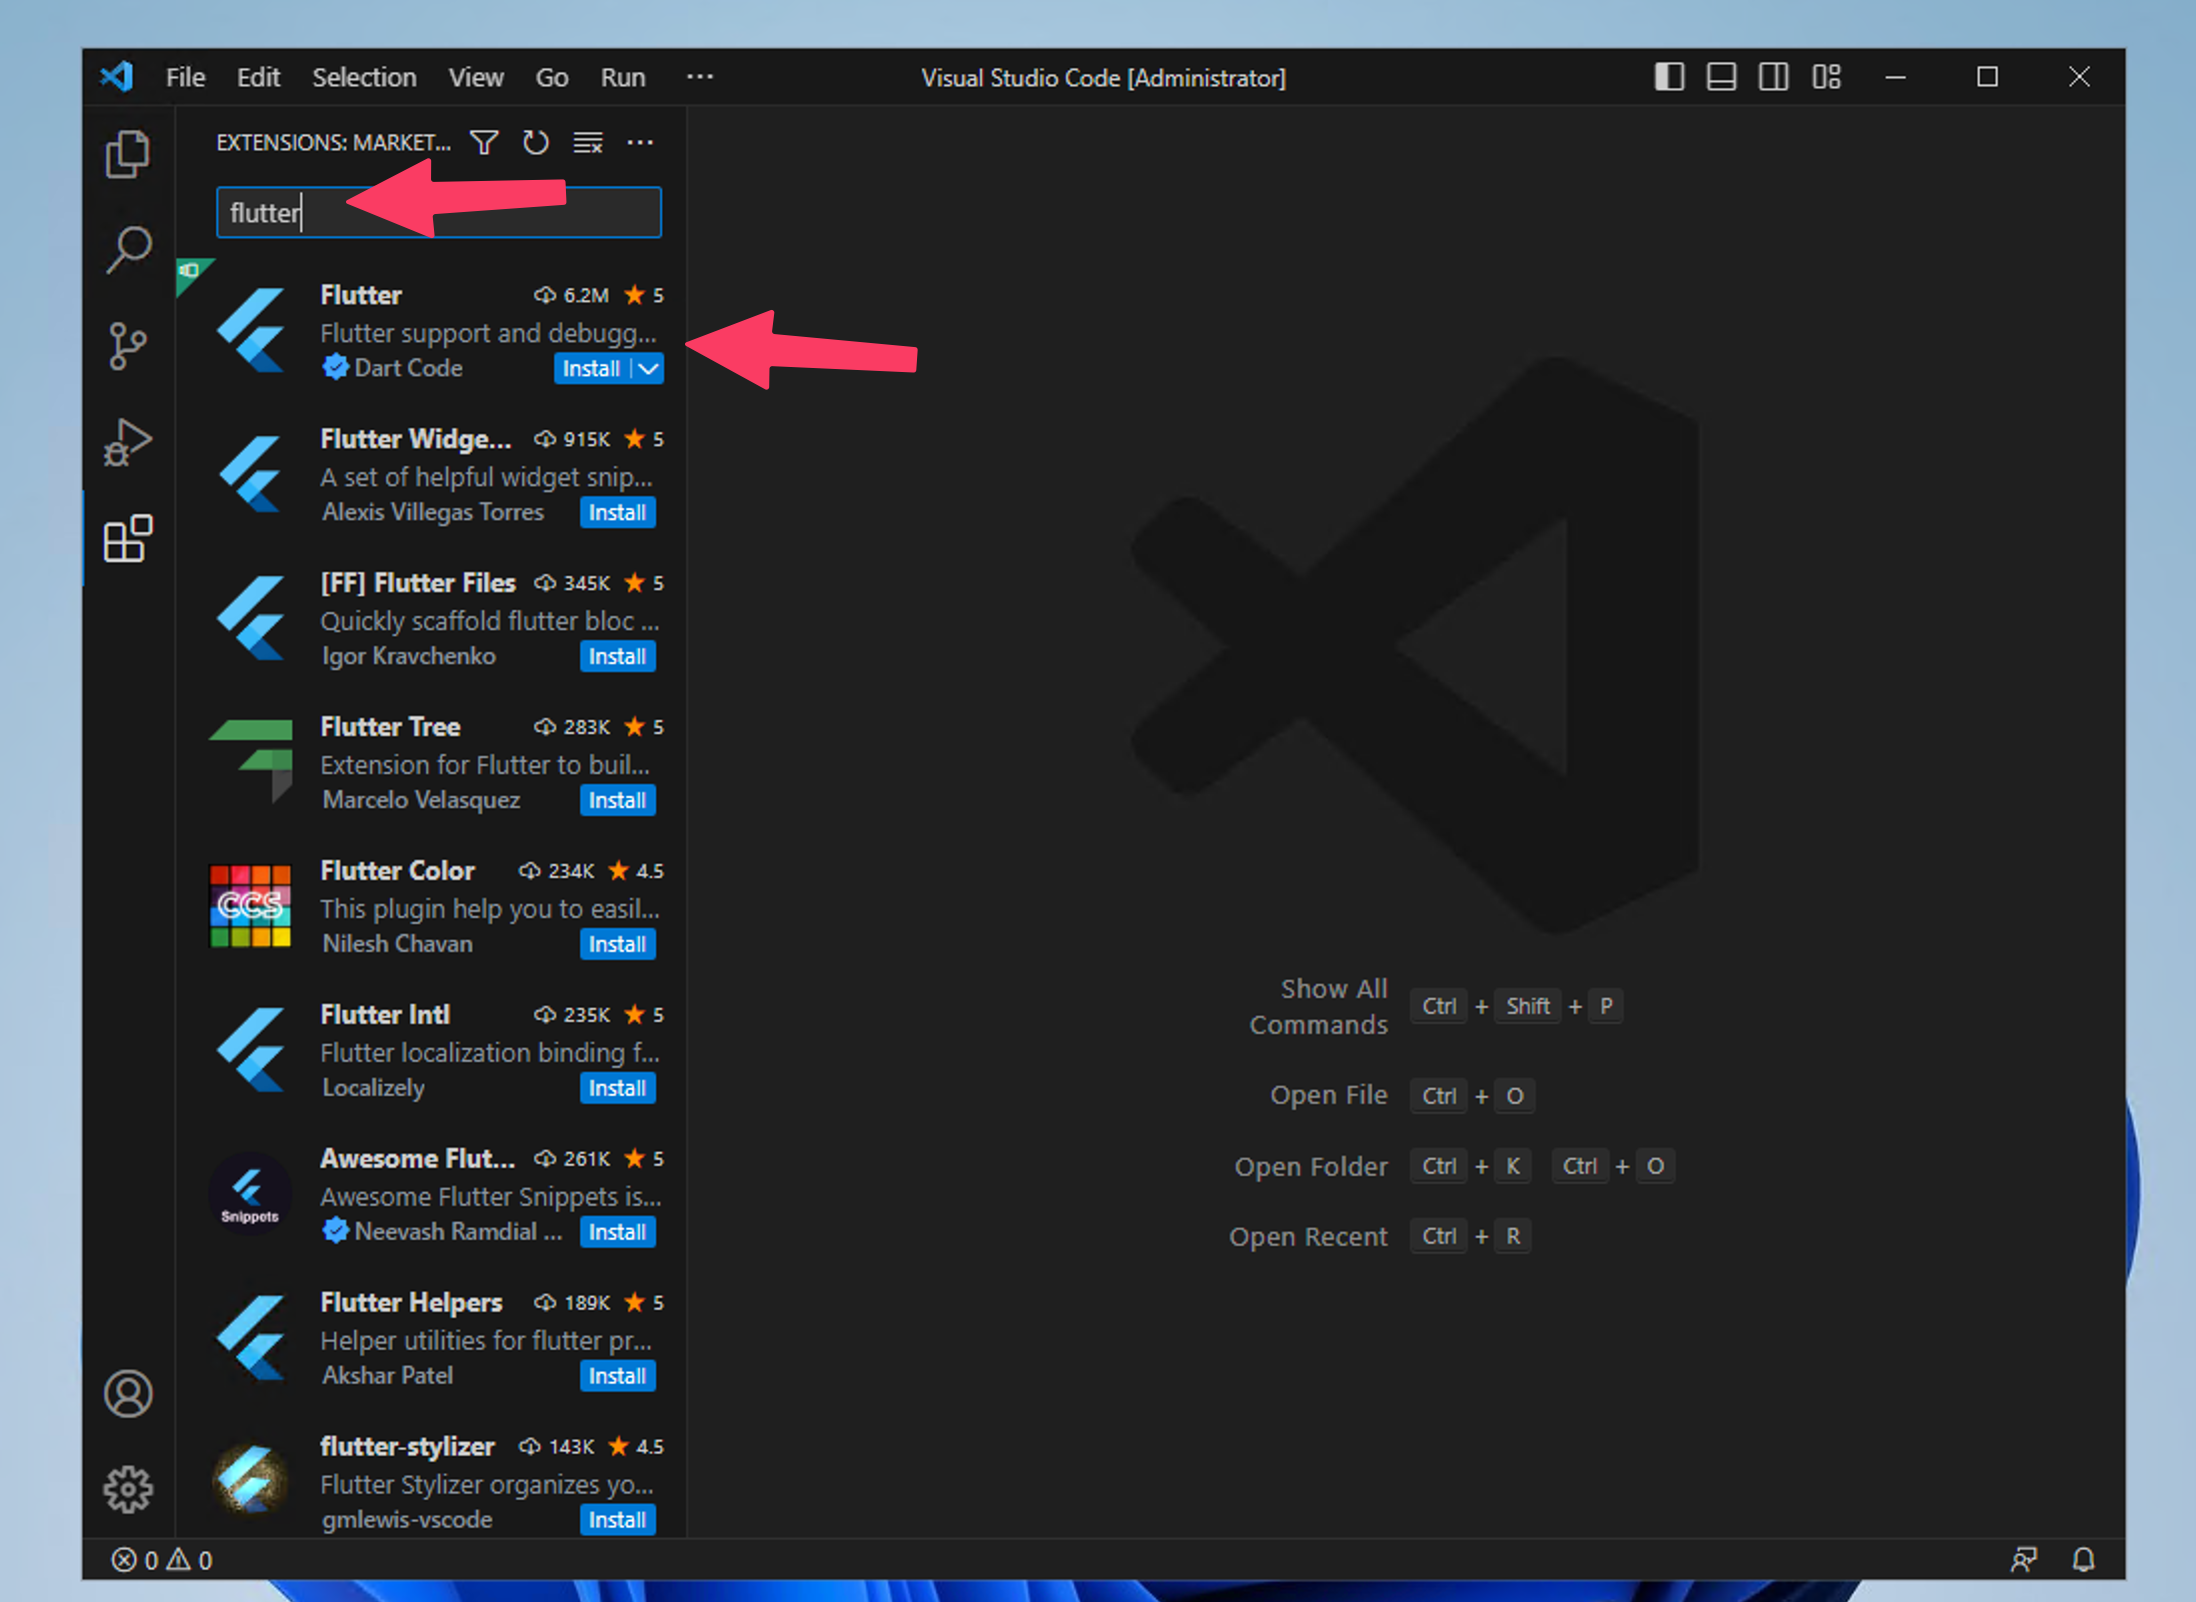 File Edit Selection View Go Run ··· Visual Studio Code [Administrator]
EXTENSIONS: MARKET... ···
flutter
Flutter 6.2M 5
Flutter support and debugg...
Dart Code Install
Flutter Widge... 915K 5
A set of helpful widget snip...
Alexis Villegas Torres Install
[FF] Flutter Files 345K 5
Quickly scaffold flutter bloc ...
Igor Kravchenko Install
Flutter Tree 283K 5
Extension for Flutter to buil...
Marcelo Velasquez Install
Flutter Color 234K 4.5
CCS
This plugin help you to easil...
Nilesh Chavan Install
Flutter Intl 235K 5
Flutter localization binding f...
Localizely Install
Awesome Flut... 261K 5
Awesome Flutter Snippets is...
Snippets
Neevash Ramdial ... Install
Flutter Helpers 189K 5
Helper utilities for flutter pr...
Akshar Patel Install
flutter-stylizer 143K 4.5
Flutter Stylizer organizes yo...
gmlewis-vscode Install
Show All
Commands Ctrl + Shift + P
Open File Ctrl + O
Open Folder Ctrl + K Ctrl + O
Open Recent Ctrl + R
0 0